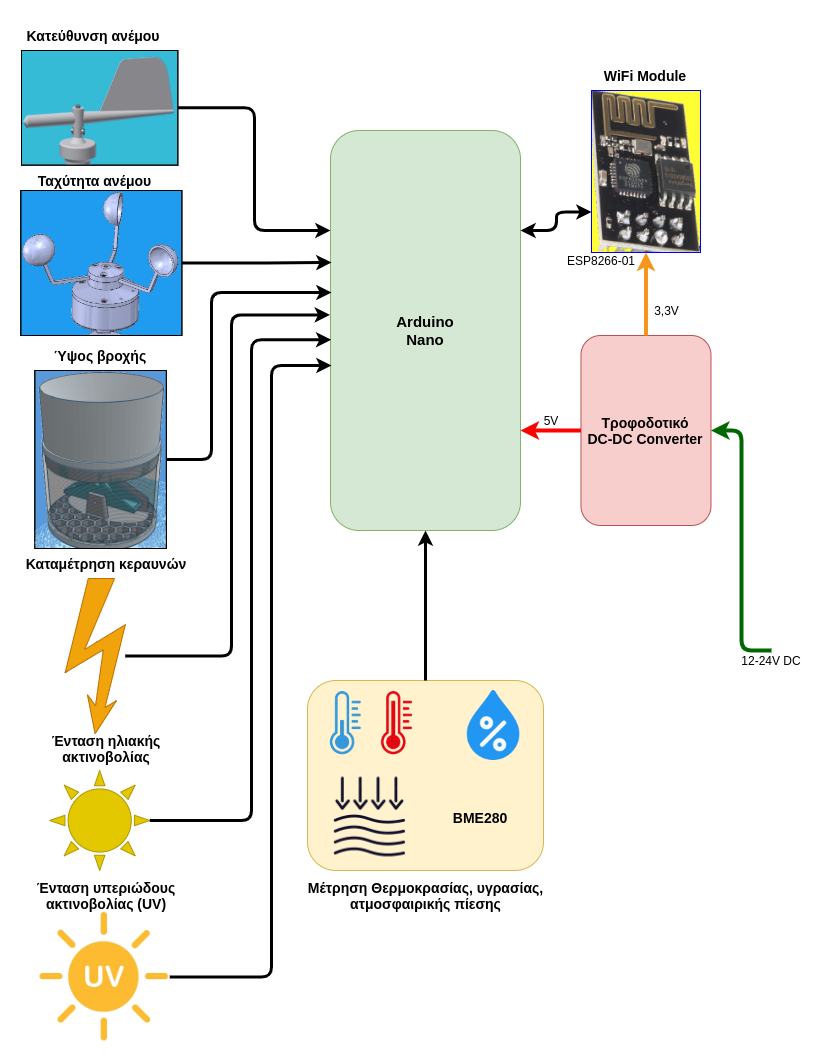 Κατεύθυνση ανέμου
WiFi Module
Ταχύτητα ανέμου
ESP8266-01
3,3V
Arduino
Nano
Ύψος βροχής
5V
Τροφοδοτικό
DC-DC Converter
Καταμέτρηση κεραυνών
12-24V DC
Ένταση ηλιακής
ακτινοβολίας
%
BME280
Μέτρηση Θερμοκρασίας, υγρασίας,
ατμοσφαιρικής πίεσης
Ένταση υπεριώδους
ακτινοβολίας (UV)
UV